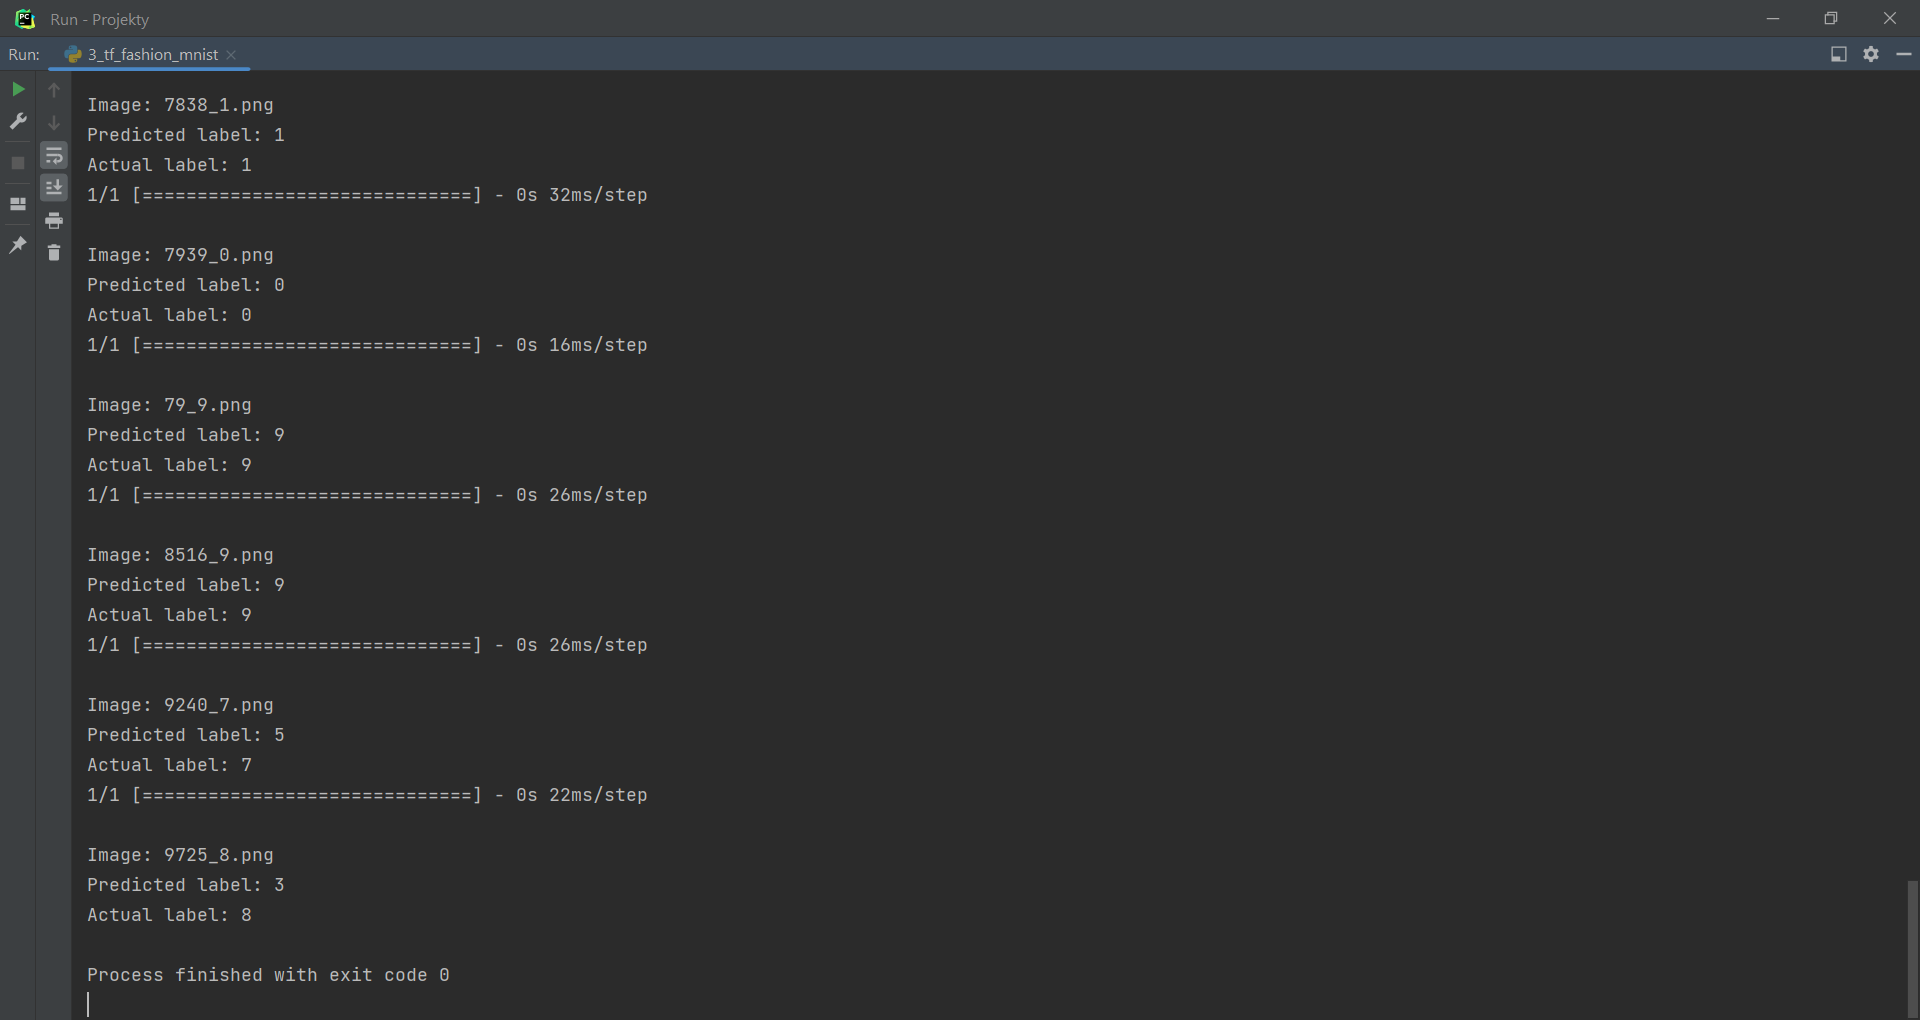 Run - Projekty
Run: 3_tf_fashion_mnist
Image: 7838_1.png
Predicted label: 1
Actual label: 1
1/1 [==============================] - 0s 32ms/step
Image: 7939_0.png
Predicted label: 0
Actual label: 0
1/1 [==============================] - 0s 16ms/step
Image: 79_9.png
Predicted label: 9
Actual label: 9
1/1 [==============================] - 0s 26ms/step
Image: 8516_9.png
Predicted label: 9
Actual label: 9
1/1 [==============================] - 0s 26ms/step
Image: 9240_7.png
Predicted label: 5
Actual label: 7
1/1 [==============================] - 0s 22ms/step
Image: 9725_8.png
Predicted label: 3
Actual label: 8
Process finished with exit code 0